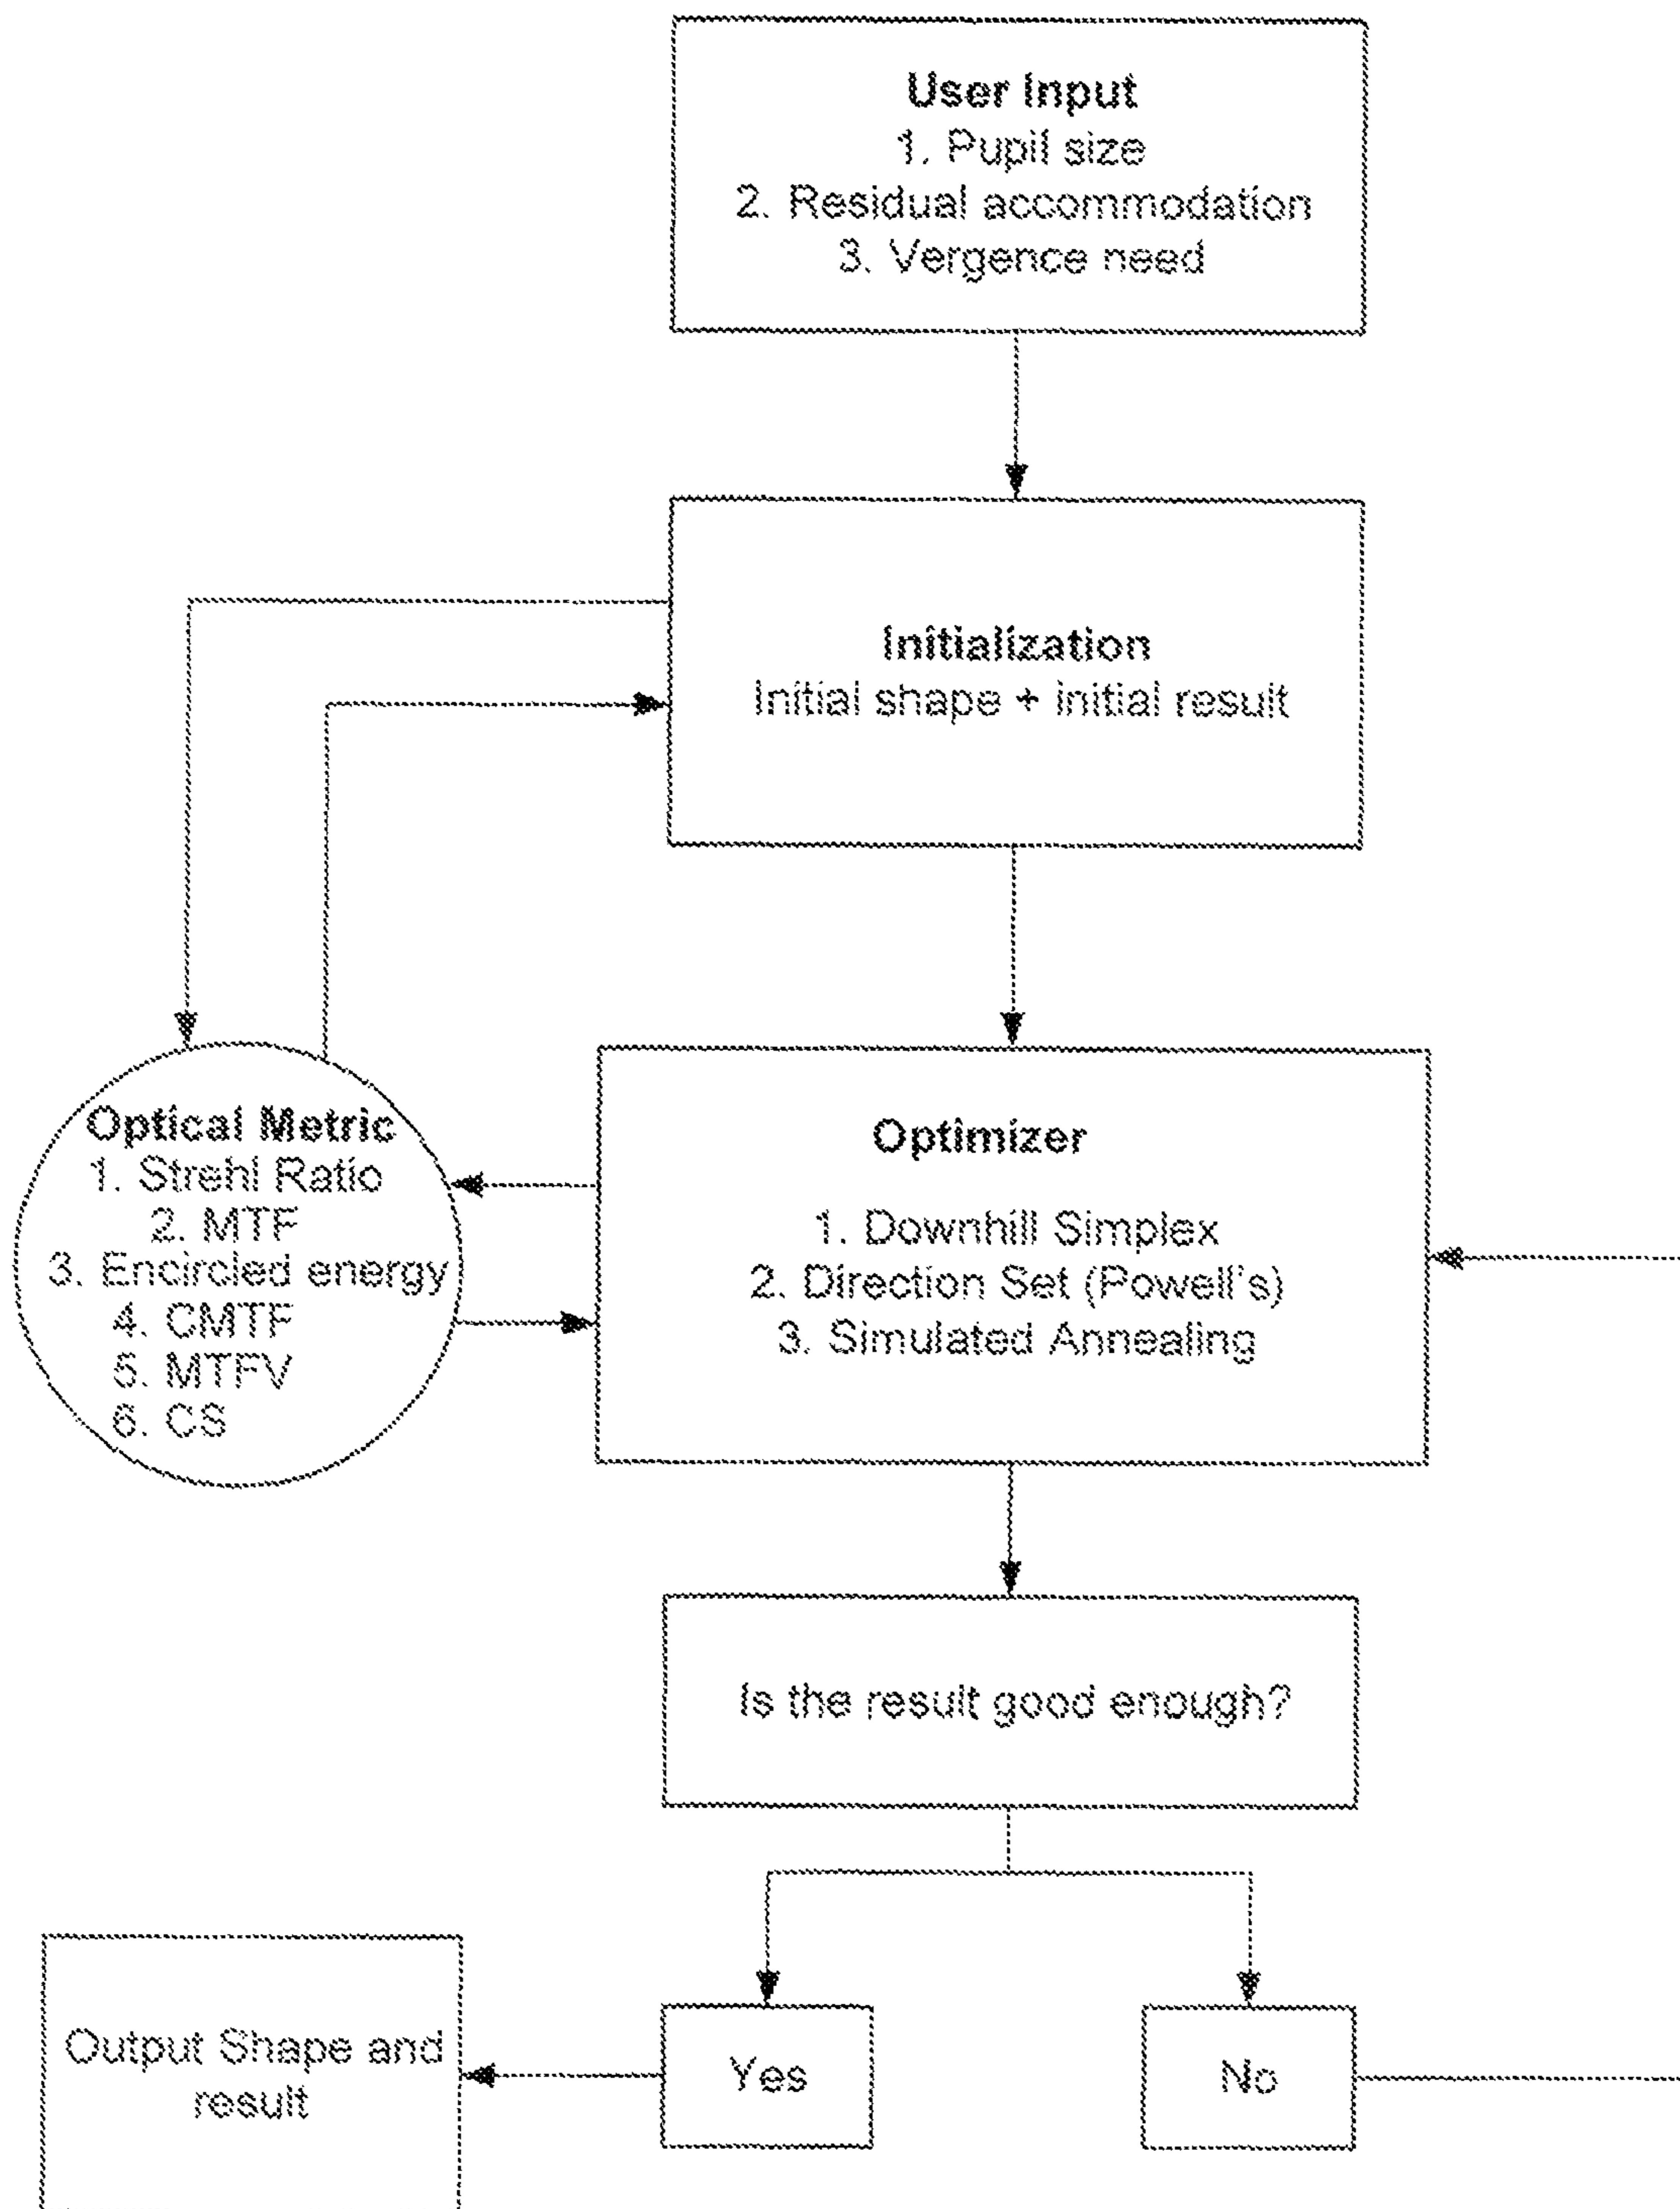 User Input
1. Pupil size
2. Residual accommodation
3. Vergence need
Initialization
Initial shape + initial result
Optical Metric
1. Strehl Ratio
2. MTF
3. Encircled energy
4. CMTF
5. MTFV
6. CS
Optimizer
1. Downhill Simplex
2. Direction Set (Powell's)
3. Simulated Annealing
Is the result good enough?
Output Shape and
result
Yes
No